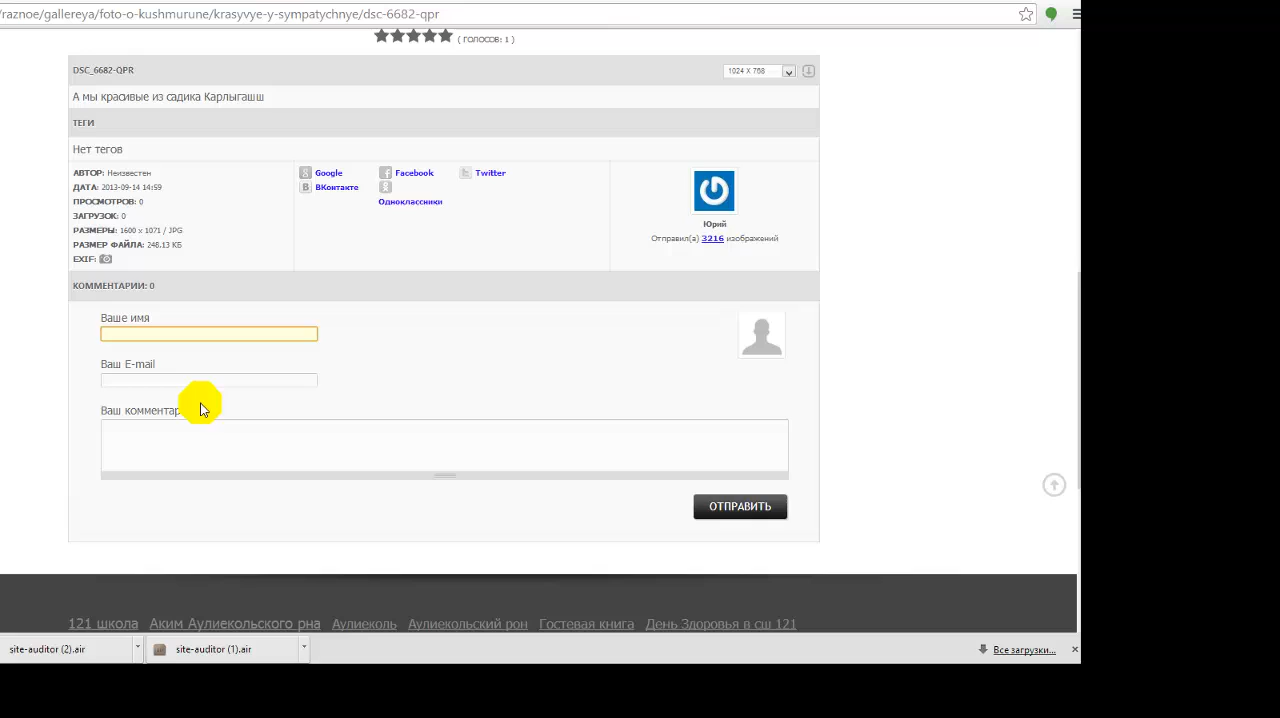 /raznoe/gallereya/foto-o-kushmurune/krasyvye-y-sympatychnye/dsc-6682-qpr
( ГОЛОСОВ: 1 )
DSC_6682-QPR
1024 X 768
А мы красивые из садика Карлыгашш
ТЕГИ
Нет тегов
АВТОР: Неизвестен
ДАТА: 2013-09-14 14:59
ПРОСМОТРОВ: 0
ЗАГРУЗОК: 0
РАЗМЕРЫ: 1600 x 1071 / JPG
РАЗМЕР ФАЙЛА: 248.13 КБ
EXIF:
Google
Facebook
Twitter
ВКонтакте
Одноклассники
Юрий
Отправил(а) 3216 изображений
КОММЕНТАРИИ: 0
Ваше имя
Ваш E-mail
Ваш комментар
ОТПРАВИТЬ
121 школа Аким Аулиекольского рна Аулиеколь Аулиекольский рон Гостевая книга День Здоровья в сш 121
site-auditor (2).air
site-auditor (1).air
Все загрузки...